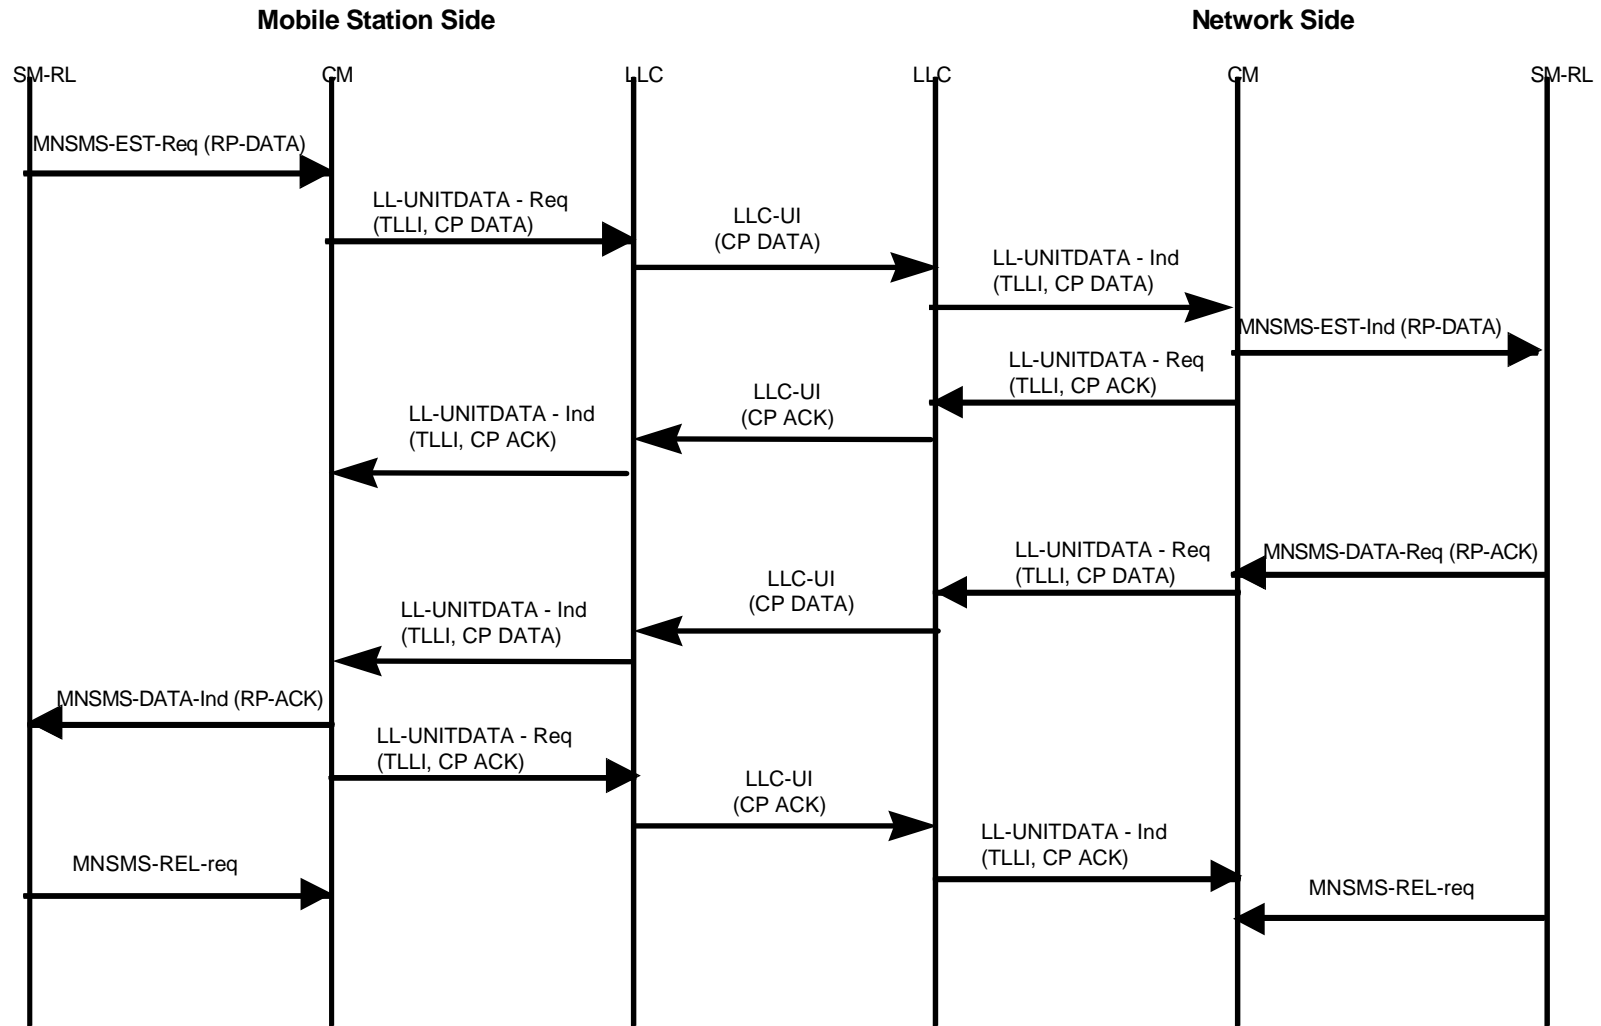 Mobile Station Side
Network Side
SM-RL
CM
LLC
LLC
CM
SM-RL
MNSMS-EST-Req (RP-DATA)
LL-UNITDATA - Req
(TLLI, CP DATA)
LLC-UI
(CP DATA)
LL-UNITDATA - Ind
(TLLI, CP DATA)
MNSMS-EST-Ind (RP-DATA)
LL-UNITDATA - Req
(TLLI, CP ACK)
LLC-UI
(CP ACK)
LL-UNITDATA - Ind
(TLLI, CP ACK)
MNSMS-DATA-Req (RP-ACK)
LL-UNITDATA - Req
(TLLI, CP DATA)
LLC-UI
(CP DATA)
LL-UNITDATA - Ind
(TLLI, CP DATA)
MNSMS-DATA-Ind (RP-ACK)
LL-UNITDATA - Req
(TLLI, CP ACK)
LLC-UI
(CP ACK)
LL-UNITDATA - Ind
(TLLI, CP ACK)
MNSMS-REL-req
MNSMS-REL-req